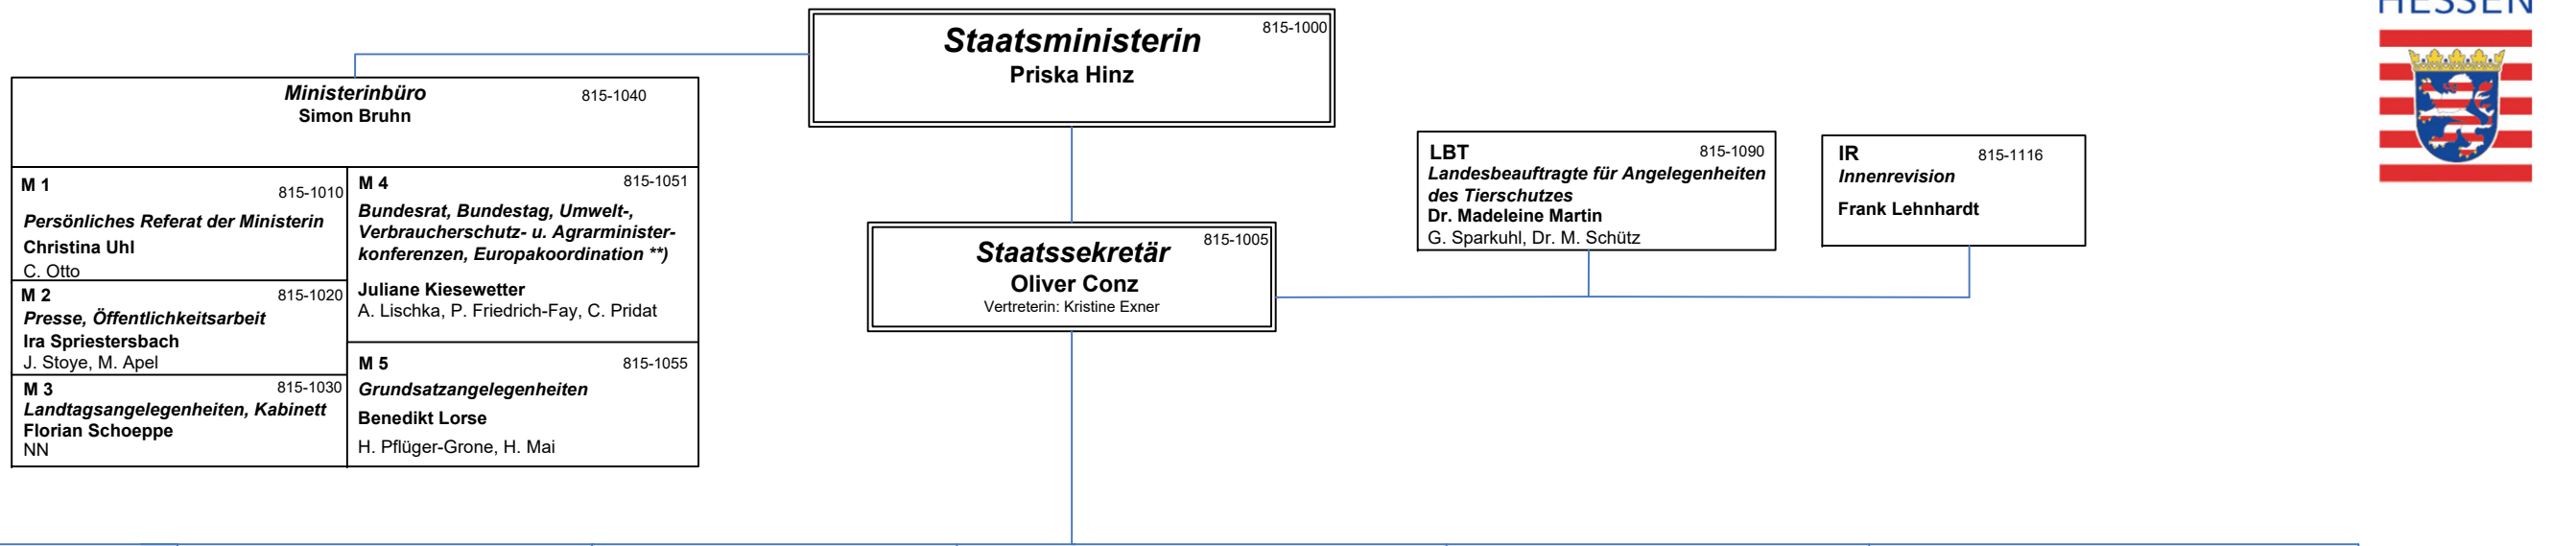 HESSEN
Staatsministerin 815-1000
Priska Hinz
Ministerinbüro 815-1040
Simon Bruhn
M 1 815-1010
Persönliches Referat der Ministerin
Christina Uhl
C. Otto
M 2 815-1020
Presse, Öffentlichkeitsarbeit
Ira Spriestersbach
J. Stoye, M. Apel
M 3 815-1030
Landtagsangelegenheiten, Kabinett
Florian Schoeppe
NN
M 4 815-1051
Bundesrat, Bundestag, Umwelt-,
Verbraucherschutz- u. Agrarminister-
konferenzen, Europakoordination **)
Juliane Kiesewetter
A. Lischka, P. Friedrich-Fay, C. Pridat
M 5 815-1055
Grundsatzangelegenheiten
Benedikt Lorse
H. Pflüger-Grone, H. Mai
Staatssekretär 815-1005
Oliver Conz
Vertreterin: Kristine Exner
LBT 815-1090
Landesbeauftragte für Angelegenheiten
des Tierschutzes
Dr. Madeleine Martin
G. Sparkuhl, Dr. M. Schütz
IR 815-1116
Innenrevision
Frank Lehnhardt